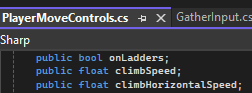 PlayerMoveControls.cs GatherInput.cs
Sharp
public bool onLadders;
public float climbSpeed;
public float climbHorizontalSpeed;